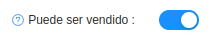 Puede ser vendido :